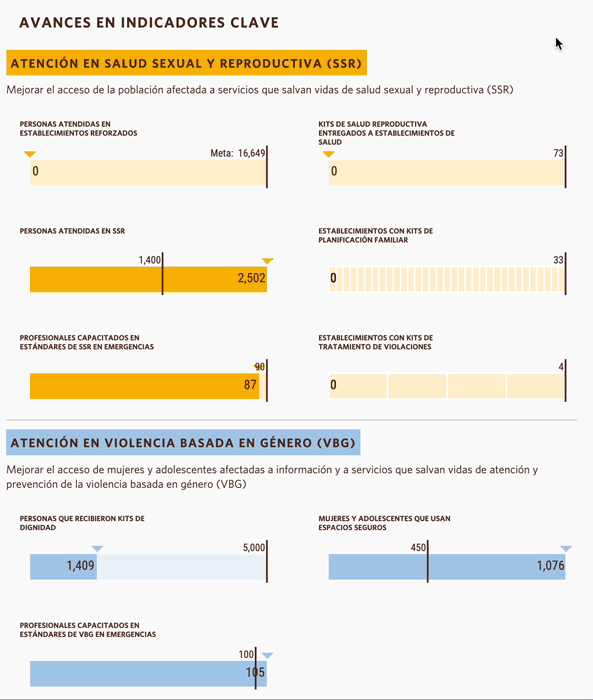 AVANCES EN INDICADORES CLAVE
ATENCIÓN EN SALUD SEXUAL Y REPRODUCTIVA (SSR)
Mejorar el acceso de la población afectada a servicios que salvan vidas de salud sexual y reproductiva (SSR)
PERSONAS ATENDIDAS EN
ESTABLECIMIENTOS REFORZADOS
Meta: 16,649
0
KITS DE SALUD REPRODUCTIVA
ENTREGADOS A ESTABLECIMIENTOS DE
SALUD
73
0
PERSONAS ATENDIDAS EN SSR
1,400
2,502
ESTABLECIMIENTOS CON KITS DE
PLANIFICACIÓN FAMILIAR
33
0
PROFESIONALES CAPACITADOS EN
ESTÁNDARES DE SSR EN EMERGENCIAS
90
87
ESTABLECIMIENTOS CON KITS DE
TRATAMIENTO DE VIOLACIONES
4
0
ATENCIÓN EN VIOLENCIA BASADA EN GÉNERO (VBG)
Mejorar el acceso de mujeres y adolescentes afectadas a información y a servicios que salvan vidas de atención y
prevención de la violencia basada en género (VBG)
PERSONAS QUE RECIBIERON KITS DE
DIGNIDAD
5,000
1,409
MUJERES Y ADOLESCENTES QUE USAN
ESPACIOS SEGUROS
450
1,076
PROFESIONALES CAPACITADOS EN
ESTÁNDARES DE VBG EN EMERGENCIAS
100
105